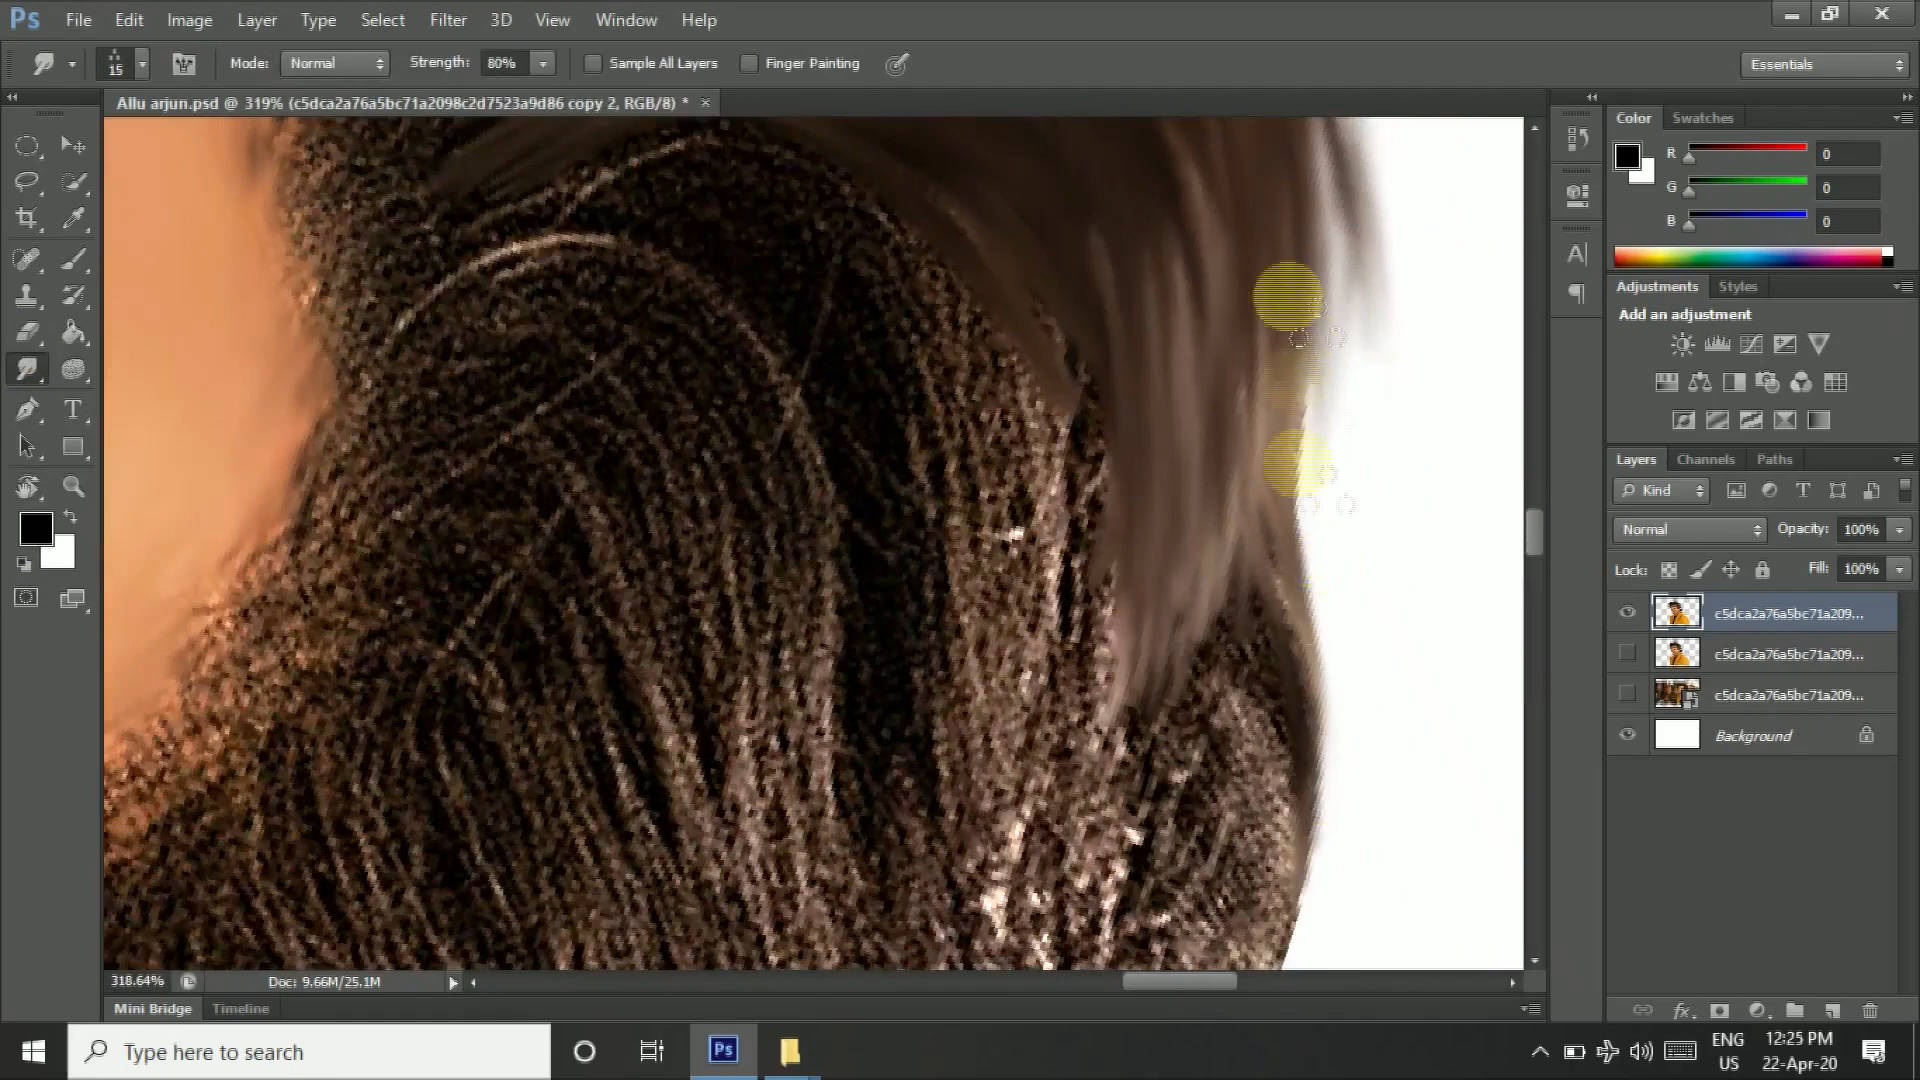 Ps File Edit Image Layer Type Select Filter 3D View Window Help
15 Mode: Normal Strength: 80% Sample All Layers Finger Painting Essentials
Allu arjun.psd @ 319% (c5dca2a76a5bc71a2098c2d7523a9d86 copy 2, RGB/8) * ×
Color Swatches
R 0
G 0
B 0
Adjustments Styles
Add an adjustment
Layers Channels Paths
Kind
Normal Opacity: 100%
Lock: Fill: 100%
c5dca2a76a5bc71a209...
c5dca2a76a5bc71a209...
c5dca2a76a5bc71a209...
Background
318.64% Doc: 9.66M/25.1M
Mini Bridge Timeline
Type here to search
Ps
ENG
US
12:25 PM
22-Apr-20